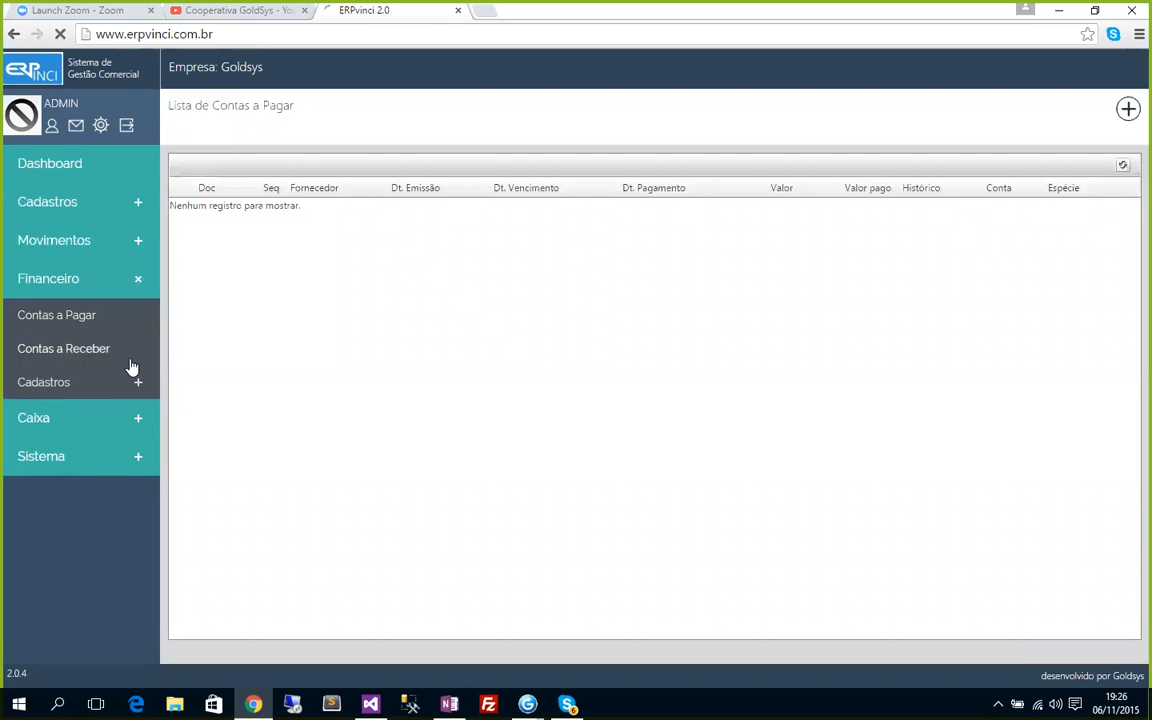 Launch Zoom - Zoom
Cooperativa GoldSys - Yo
ERPvinci 2.0
www.erpvinci.com.br
ERP
VINCI
Sistema de
Gestão Comercial
Empresa: Goldsys
ADMIN
Lista de Contas a Pagar
Dashboard
Cadastros +
Movimentos +
Financeiro ×
Contas a Pagar
Contas a Receber
Cadastros +
Caixa +
Sistema +
Doc Seq Fornecedor Dt. Emissão Dt. Vencimento Dt. Pagamento Valor Valor pago Histórico Conta Espécie
Nenhum registro para mostrar.
2.0.4
desenvolvido por Goldsys
19:26
06/11/2015